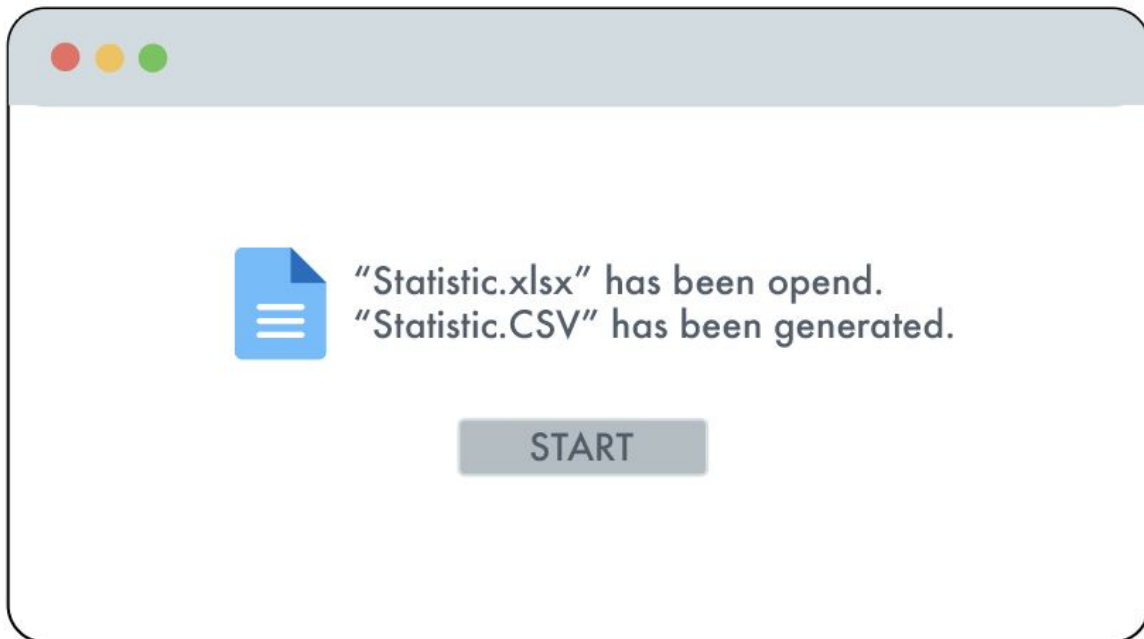 “Statistic.xlsx” has been opend.
“Statistic.CSV” has been generated.
START